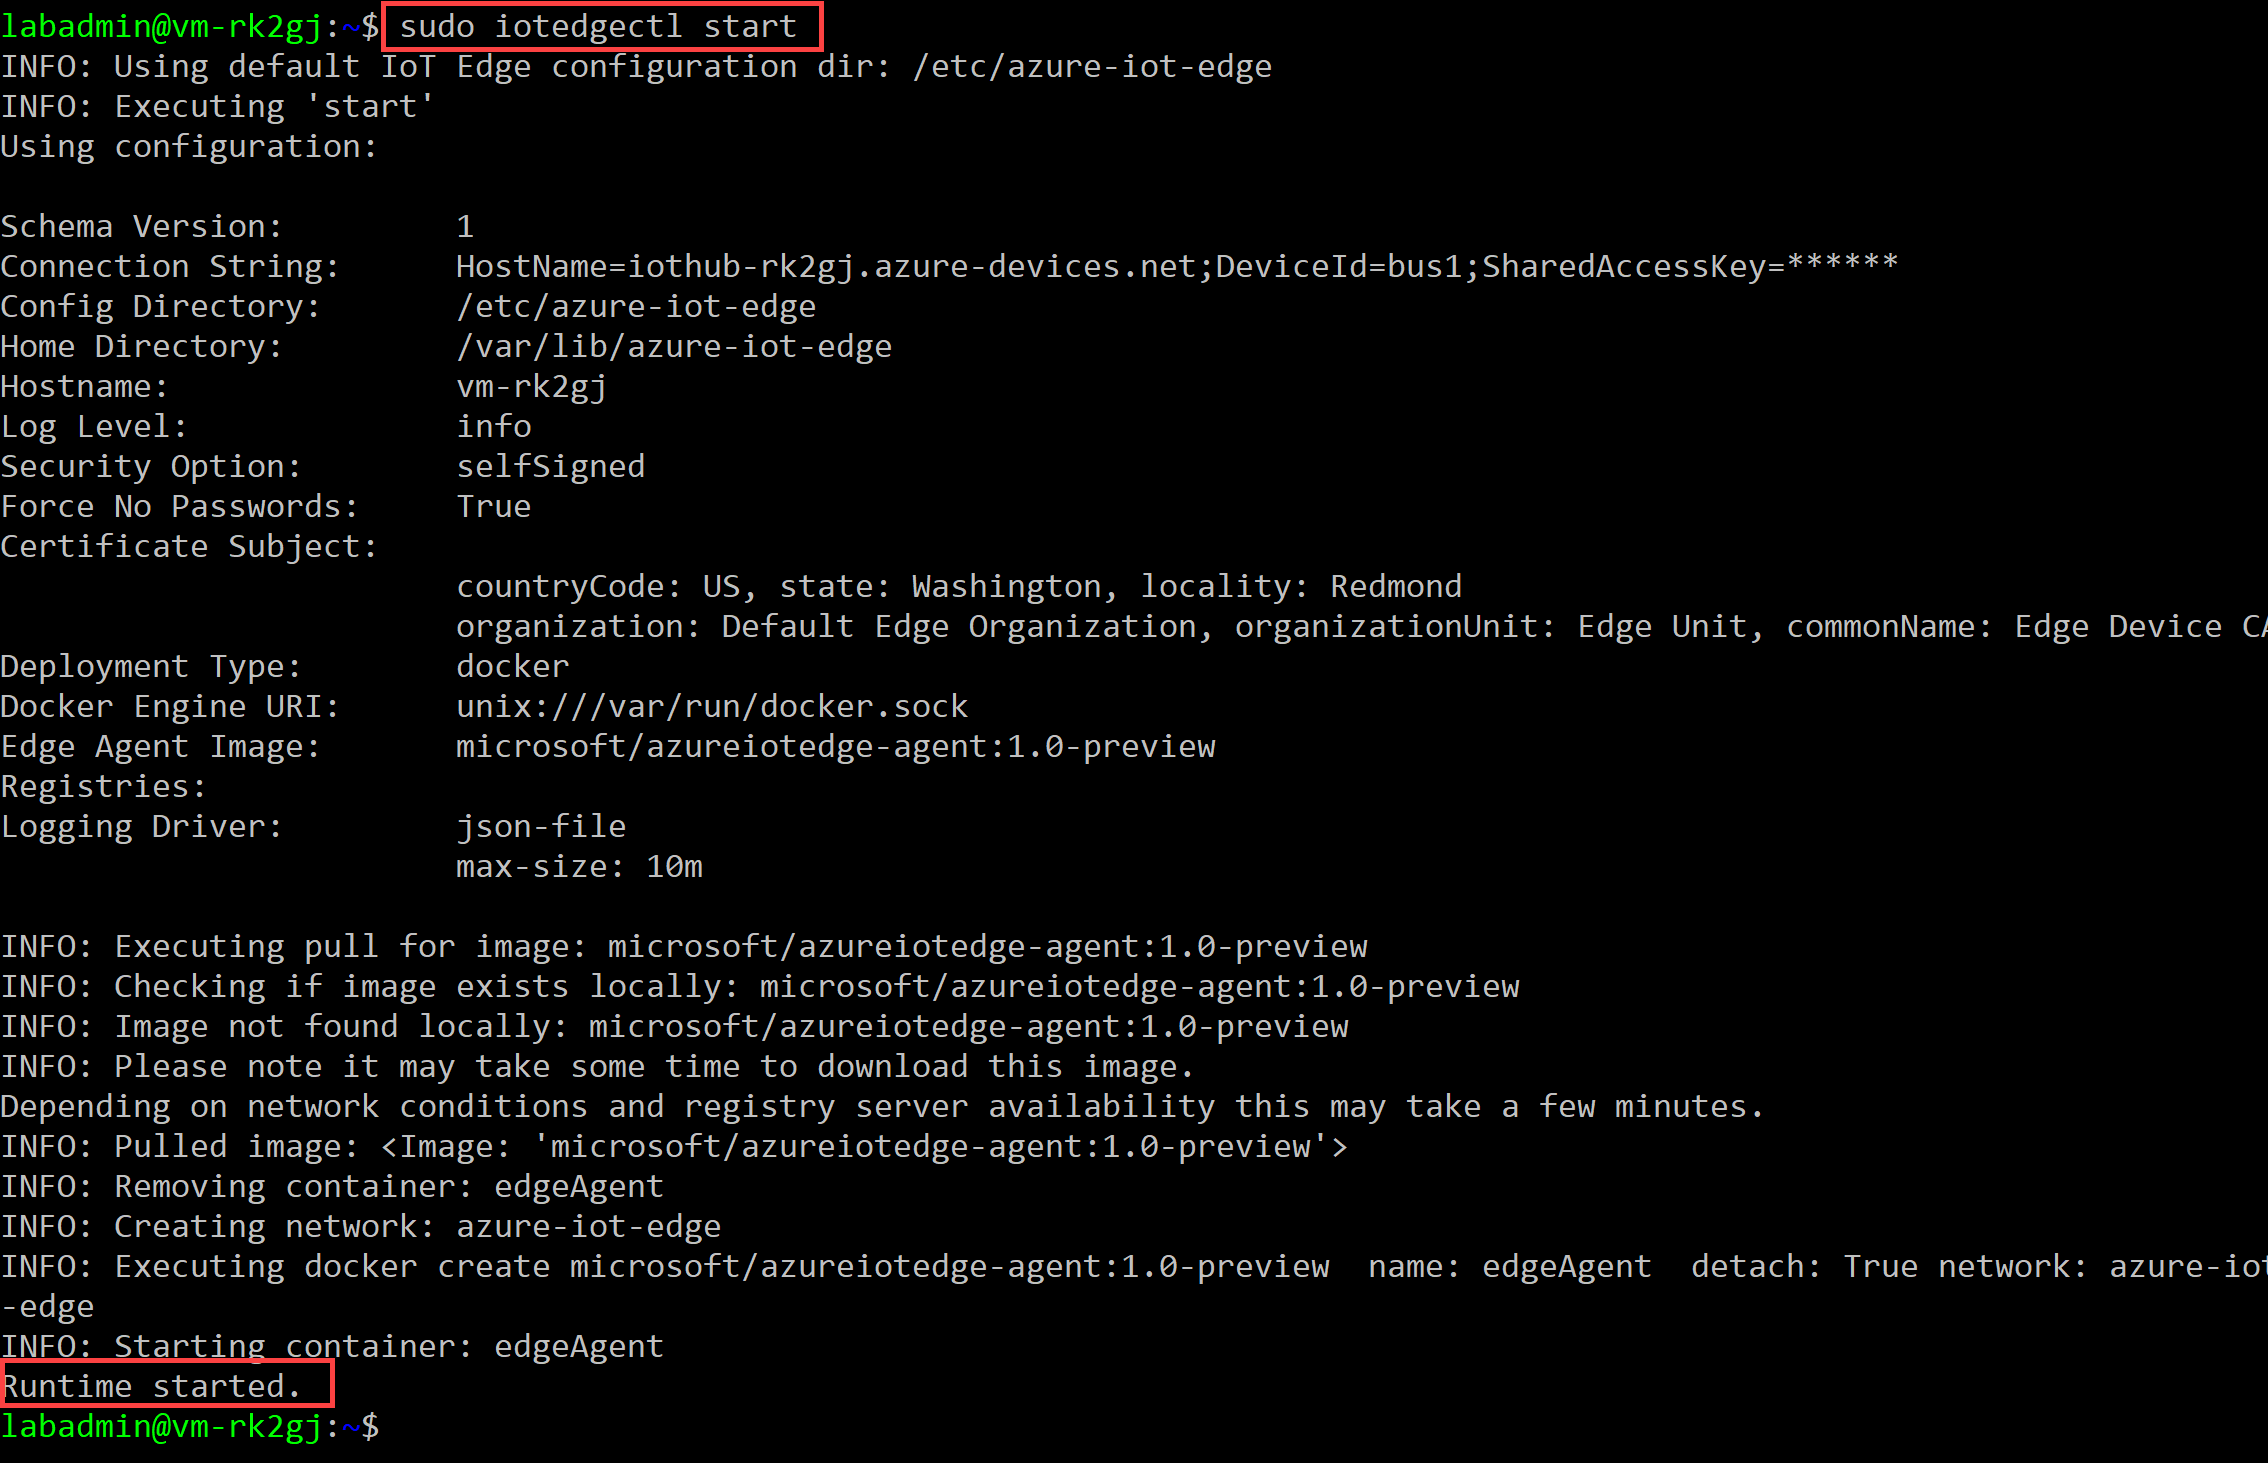 labadmin@vm-rk2gj:~$ sudo iotedgectl start
INFO: Using default IoT Edge configuration dir: /etc/azure-iot-edge
INFO: Executing 'start'
Using configuration:
Schema Version: 1
Connection String: HostName=iothub-rk2gj.azure-devices.net;DeviceId=bus1;SharedAccessKey=******
Config Directory: /etc/azure-iot-edge
Home Directory: /var/lib/azure-iot-edge
Hostname: vm-rk2gj
Log Level: info
Security Option: selfSigned
Force No Passwords: True
Certificate Subject:
countryCode: US, state: Washington, locality: Redmond
organization: Default Edge Organization, organizationUnit: Edge Unit, commonName: Edge Device CA
Deployment Type: docker
Docker Engine URI: unix:///var/run/docker.sock
Edge Agent Image: microsoft/azureiotedge-agent:1.0-preview
Registries:
Logging Driver: json-file
max-size: 10m
INFO: Executing pull for image: microsoft/azureiotedge-agent:1.0-preview
INFO: Checking if image exists locally: microsoft/azureiotedge-agent:1.0-preview
INFO: Image not found locally: microsoft/azureiotedge-agent:1.0-preview
INFO: Please note it may take some time to download this image.
Depending on network conditions and registry server availability this may take a few minutes.
INFO: Pulled image: <Image: 'microsoft/azureiotedge-agent:1.0-preview'>
INFO: Removing container: edgeAgent
INFO: Creating network: azure-iot-edge
INFO: Executing docker create microsoft/azureiotedge-agent:1.0-preview  name: edgeAgent  detach: True network: azure-iot
-edge
INFO: Starting container: edgeAgent
Runtime started.
labadmin@vm-rk2gj:~$